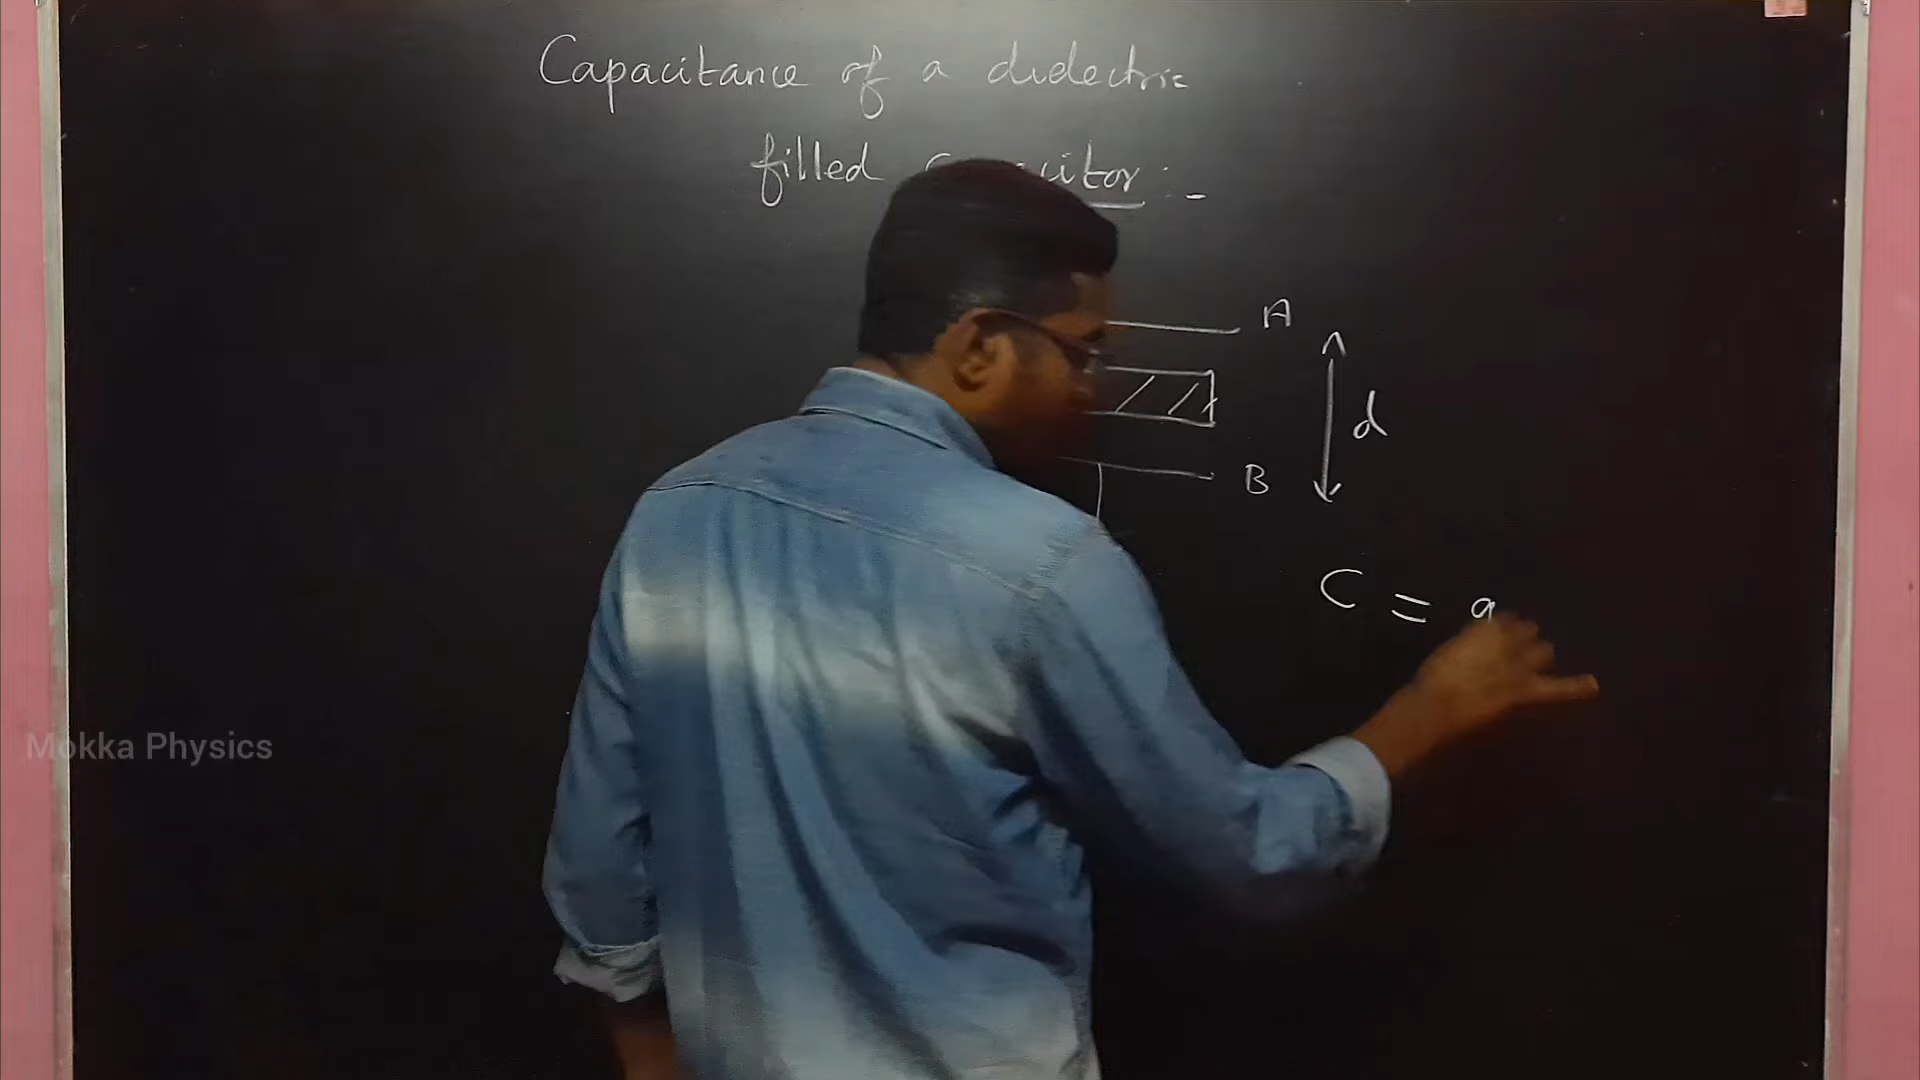 Capacitance of a dielectric
filled :-
A
d
B
C = q
Mokka Physics